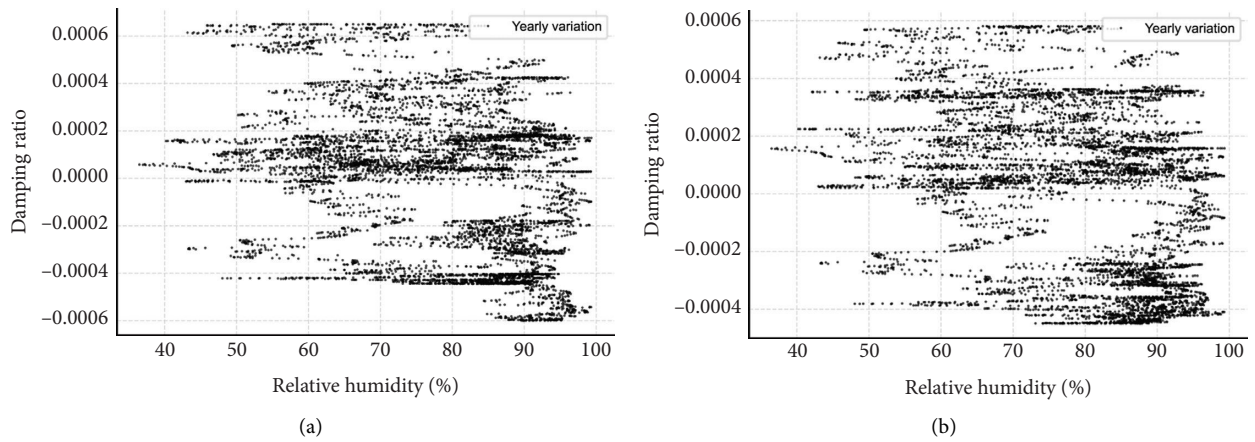 Yearly variation
0.0006
0.0004
0.0002
0.0000
−0.0002
−0.0004
−0.0006
Damping ratio
40 50 60 70 80 90 100
Relative humidity (%)
(a)
Yearly variation
0.0006
0.0004
0.0002
0.0000
−0.0002
−0.0004
Damping ratio
40 50 60 70 80 90 100
Relative humidity (%)
(b)